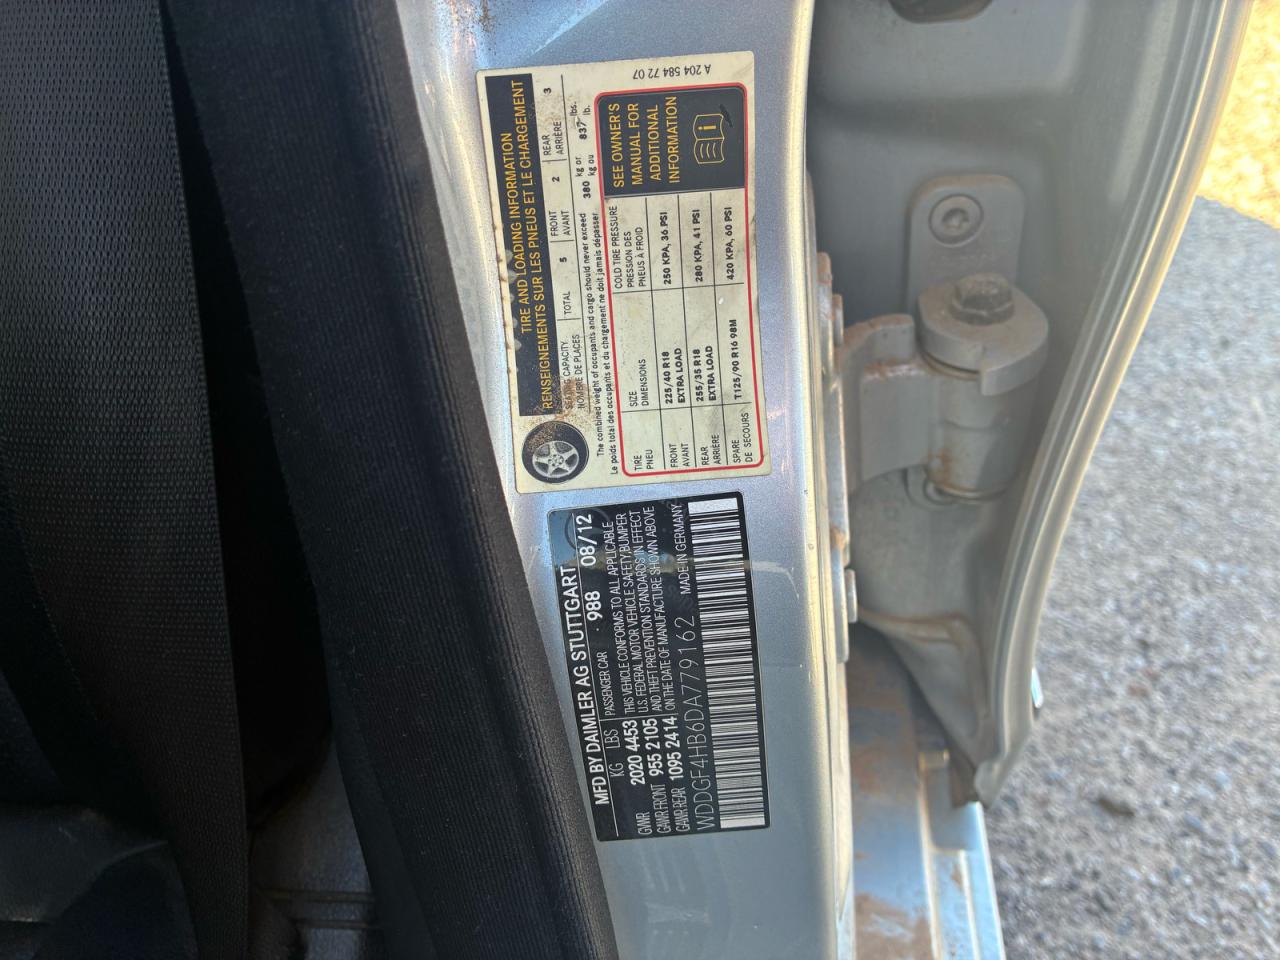 A 204 584 72 07
TIRE AND LOADING INFORMATION
RENSEIGNEMENTS SUR LES PNEUS ET LE CHARGEMENT
SEATING CAPACITY TOTAL 5 FRONT 2 REAR 3
NOMBRE DE PLACES AVANT ARRIÈRE
The combined weight of occupants and cargo should never exceed 380 kg or 837 lbs.
Le poids total des occupants et du chargement ne doit jamais dépasser kg ou lb.
TIRE SIZE COLD TIRE PRESSURE
PNEU DIMENSIONS PRESSION DES
PNEUS À FROID
FRONT 225/40 R18 250 KPA, 36 PSI
AVANT EXTRA LOAD
REAR 255/35 R18 280 KPA, 41 PSI
ARRIÈRE EXTRA LOAD
SPARE T125/90 R16 98M 420 KPA, 60 PSI
DE SECOURS
SEE OWNER'S
MANUAL FOR
ADDITIONAL
INFORMATION
MFD BY DAIMLER AG STUTTGART 08/12
KG LBS PASSENGER CAR 988
GVWR 2020 4453 THIS VEHICLE CONFORMS TO ALL APPLICABLE
GAWR FRONT 955 2105 U.S. FEDERAL MOTOR VEHICLE SAFETY, BUMPER
GAWR REAR 1095 2414 AND THEFT PREVENTION STANDARDS IN EFFECT
ON THE DATE OF MANUFACTURE SHOWN ABOVE
WDDGF4HB6DA779162 MADE IN GERMANY